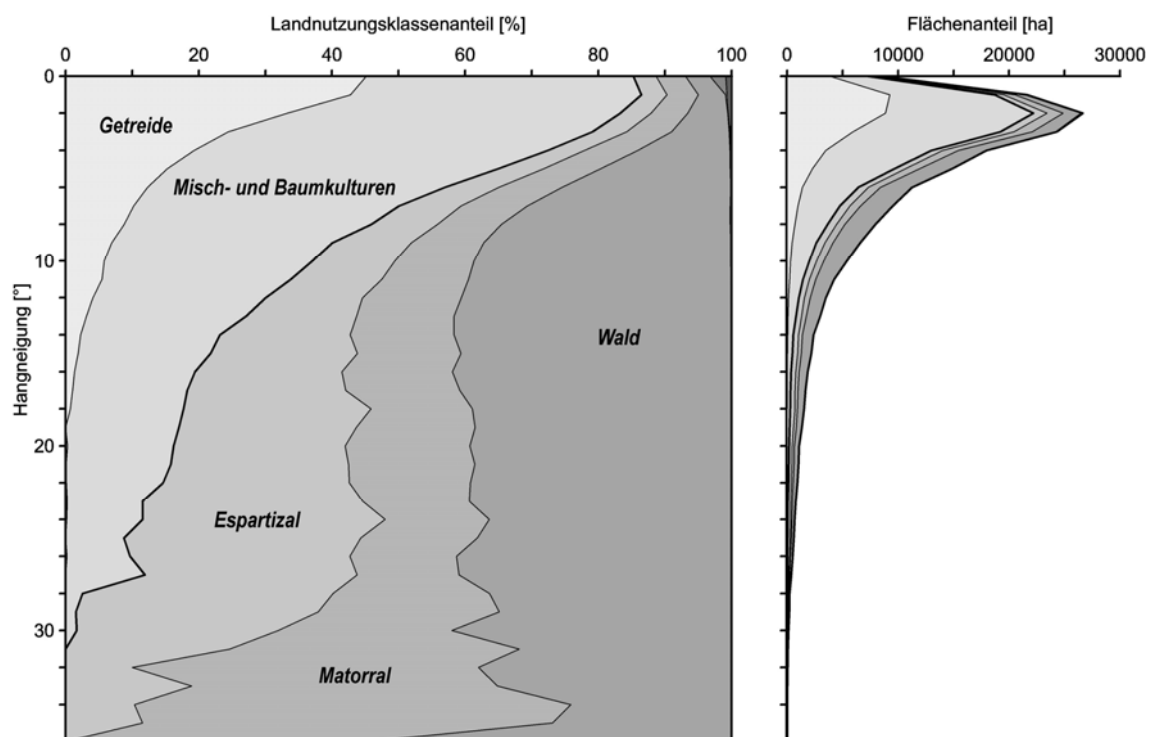 Landnutzungsklassenanteil [%]
0 20 40 60 80 100
Flächenanteil [ha]
0 10000 20000 30000
Hangneigung [°]
0
10
20
30
Getreide
Misch- und Baumkulturen
Wald
Espartizal
Matorral